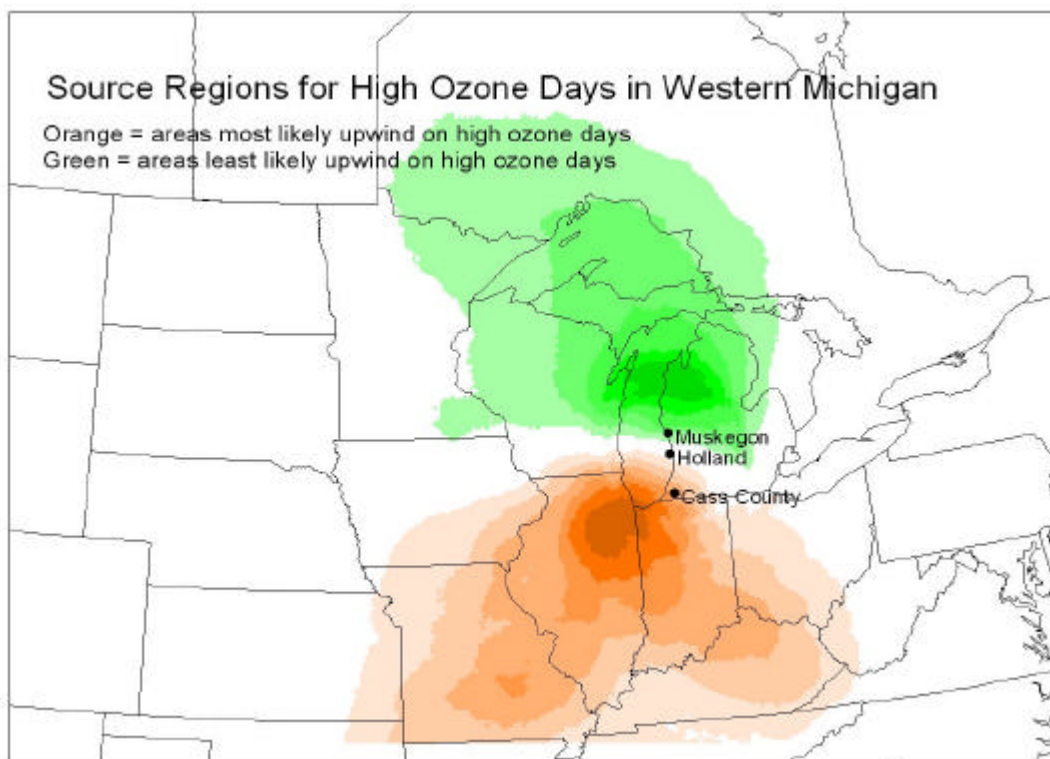 Source Regions for High Ozone Days in Western Michigan
Orange = areas most likely upwind on high ozone days
Green = areas least likely upwind on high ozone days
Muskegon
Holland
Cass County